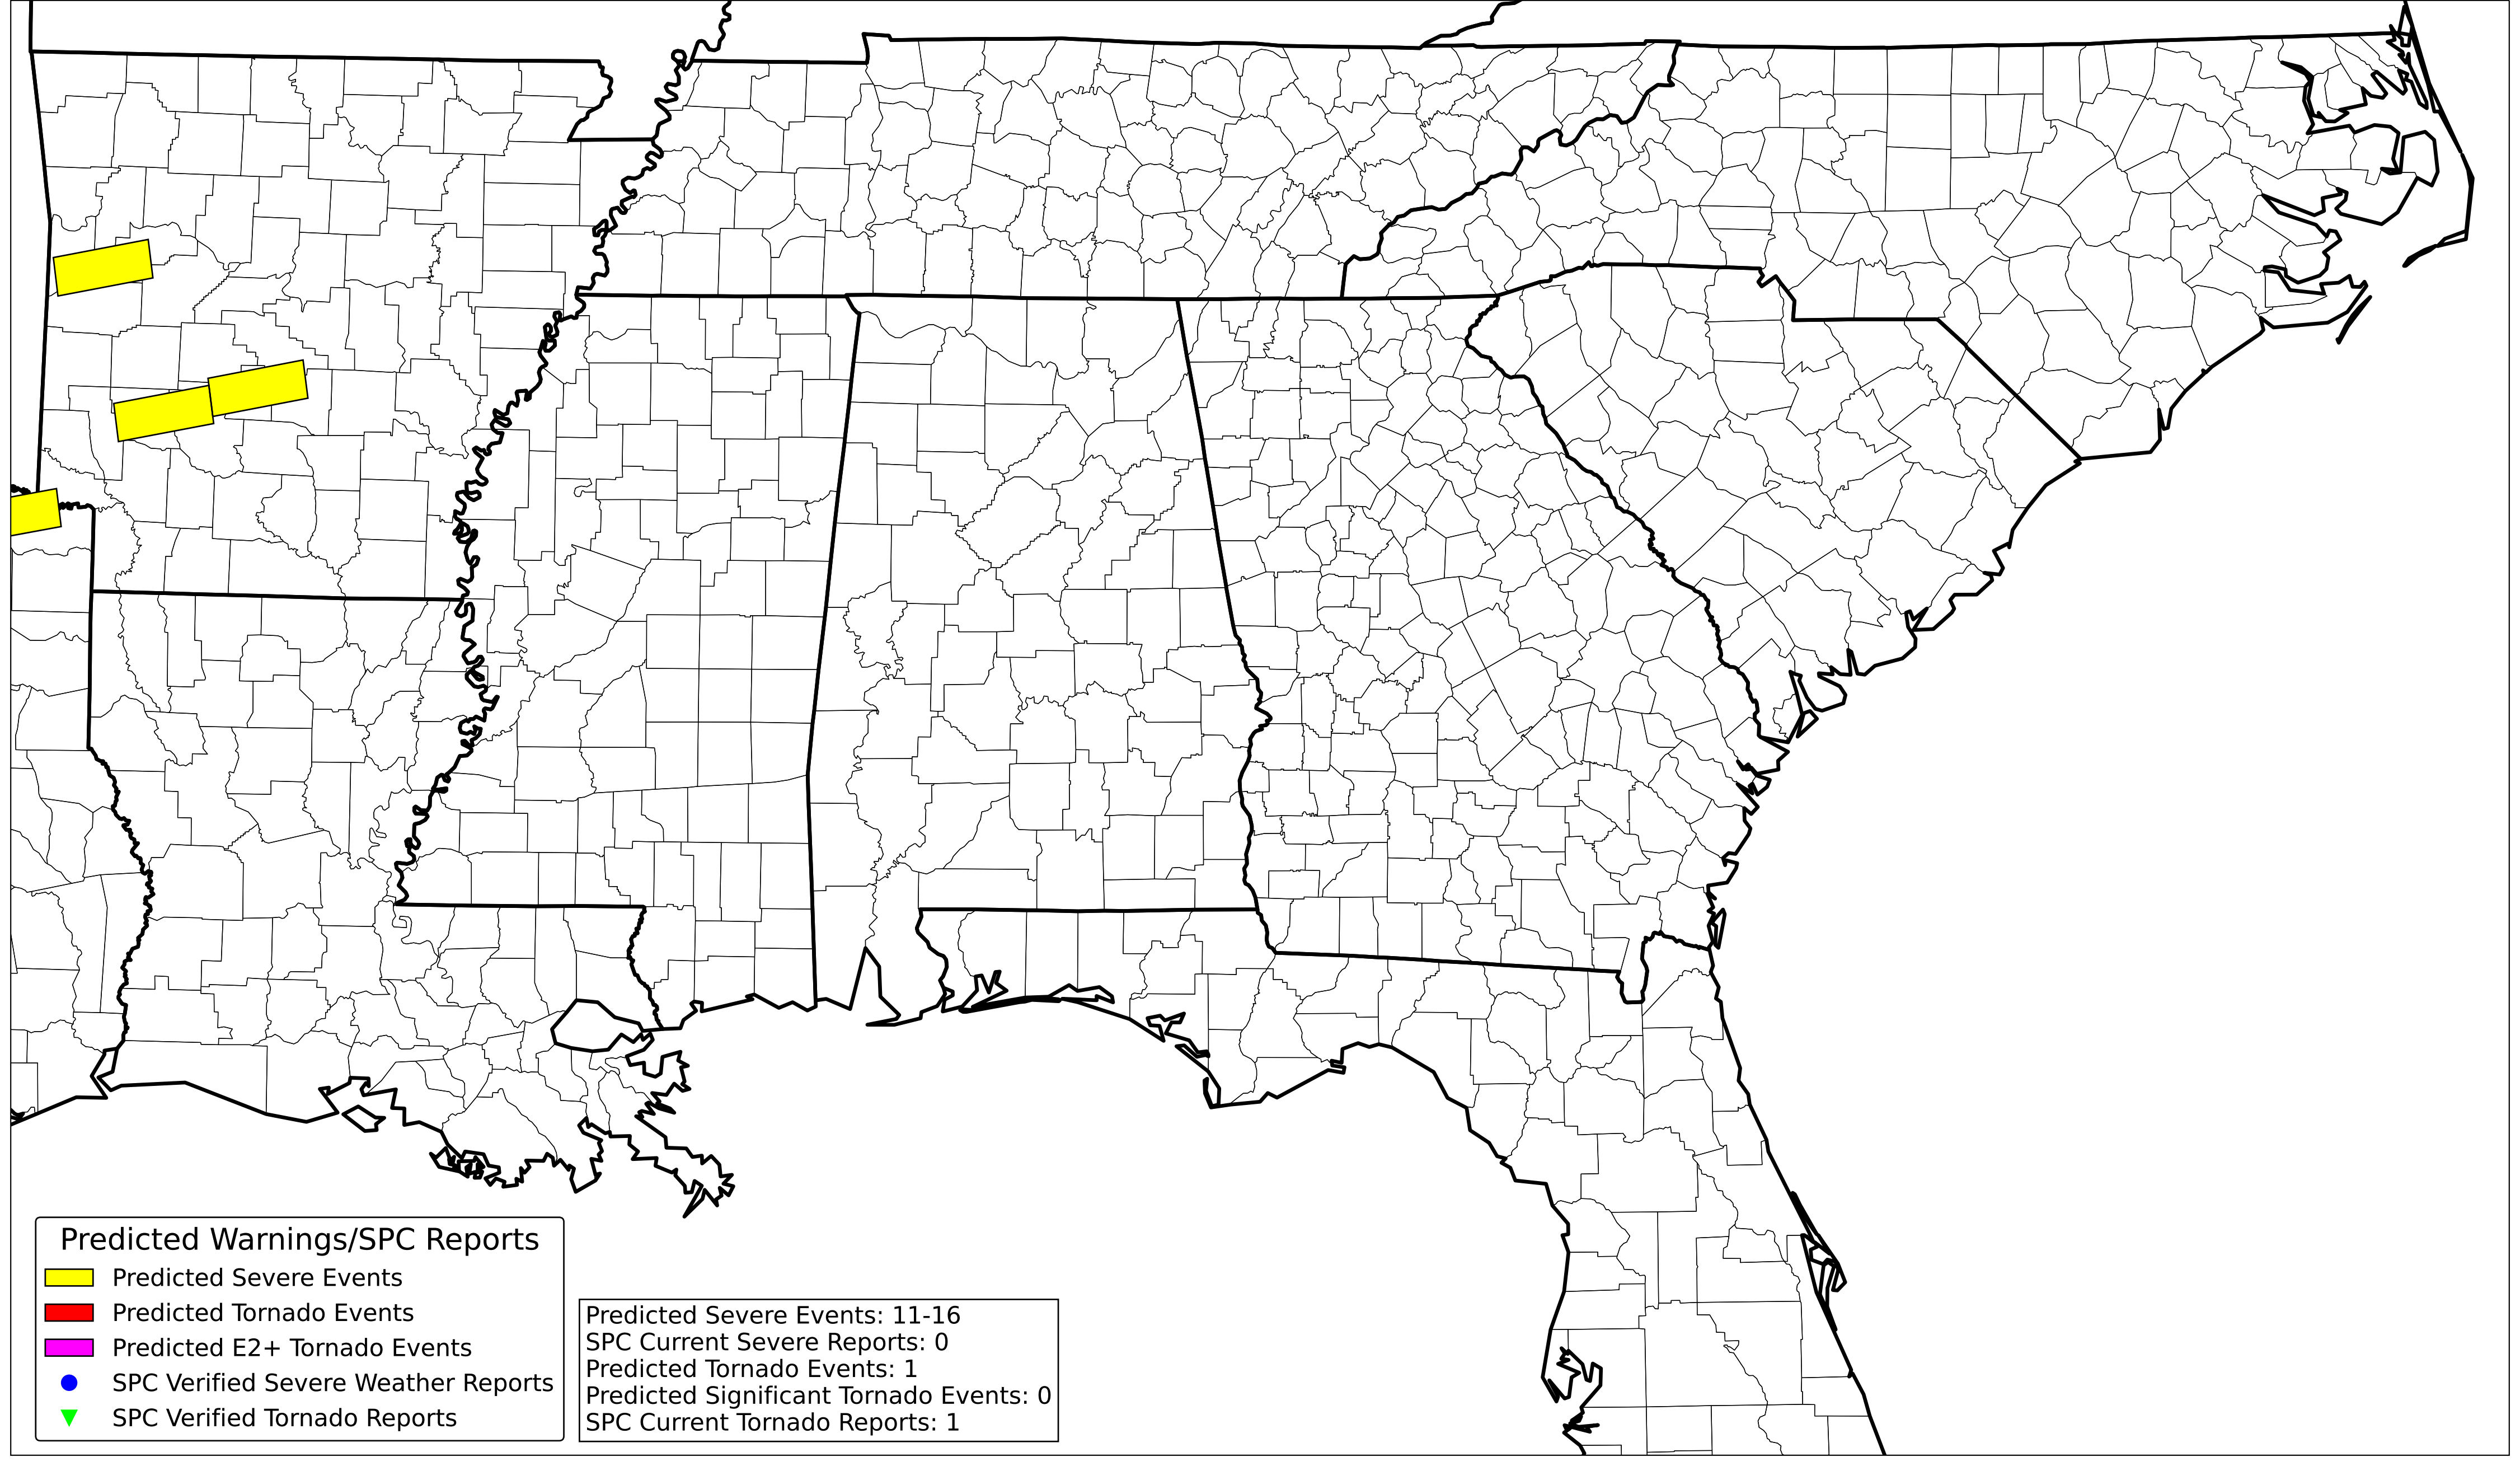 Predicted Warnings/SPC Reports
Predicted Severe Events
Predicted Tornado Events
Predicted E2+ Tornado Events
SPC Verified Severe Weather Reports
SPC Verified Tornado Reports
Predicted Severe Events: 11-16
SPC Current Severe Reports: 0
Predicted Tornado Events: 1
Predicted Significant Tornado Events: 0
SPC Current Tornado Reports: 1